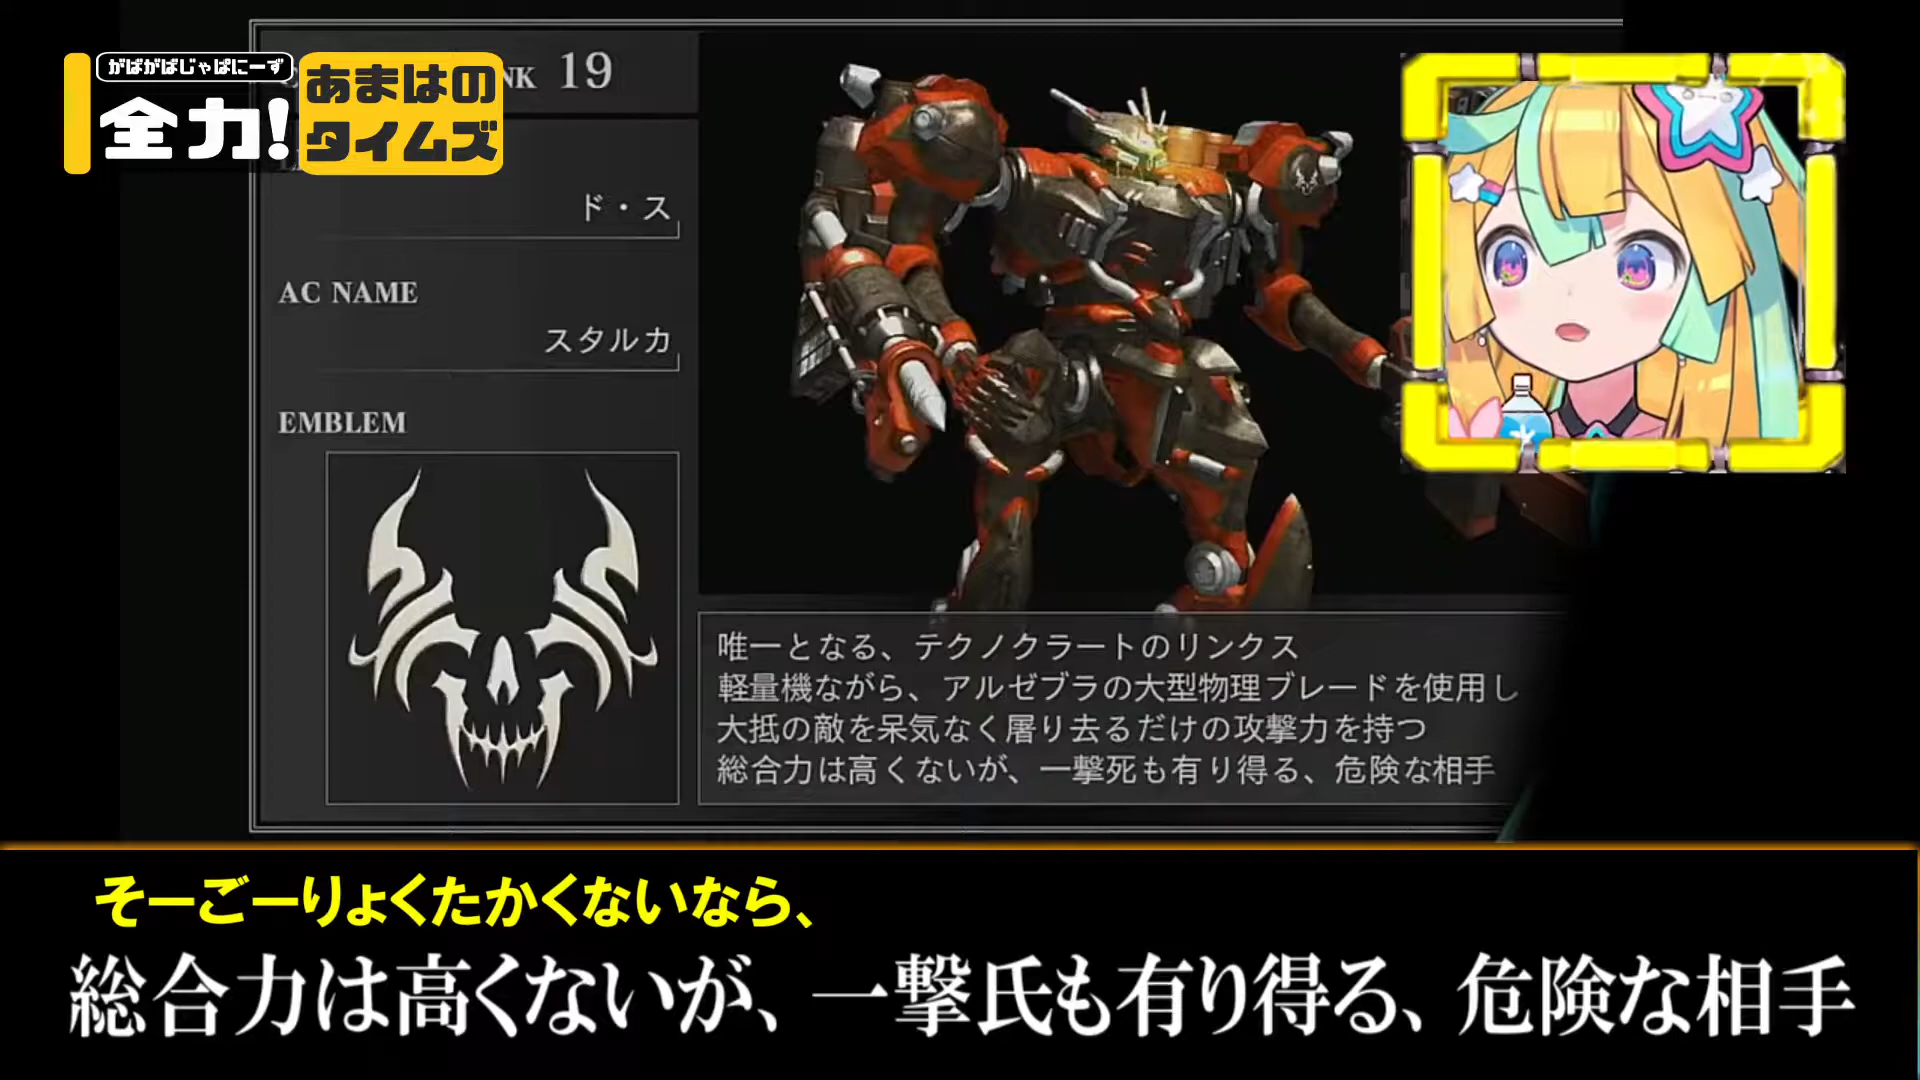 がばがばじゃぱにーず
全力!
あまはの
タイムズ
NK 19
ド・ス
AC NAME
スタルカ
EMBLEM
唯一となる、テクノクラートのリンクス
軽量機ながら、アルゼブラの大型物理ブレードを使用し
大抵の敵を呆気なく屠り去るだけの攻撃力を持つ
総合力は高くないが、一撃死も有り得る、危険な相手
そーごーりょくたかくないなら、
総合力は高くないが、一撃氏も有り得る、危険な相手